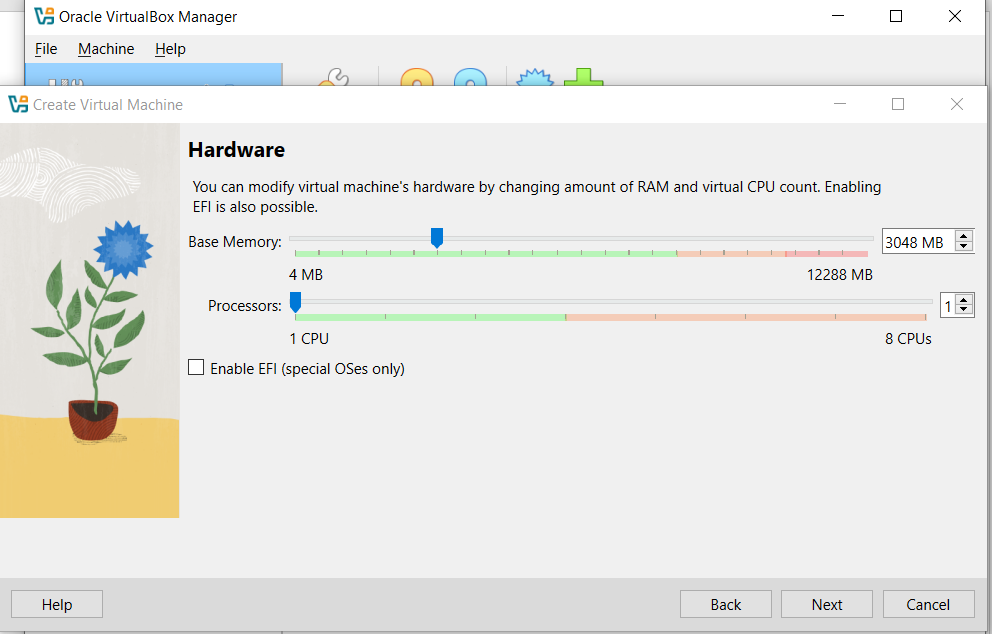 Oracle VirtualBox Manager
File Machine Help
Create Virtual Machine
Hardware
You can modify virtual machine's hardware by changing amount of RAM and virtual CPU count. Enabling
EFI is also possible.
Base Memory: 3048 MB
4 MB 12288 MB
Processors: 1
1 CPU 8 CPUs
Enable EFI (special OSes only)
Help Back Next Cancel